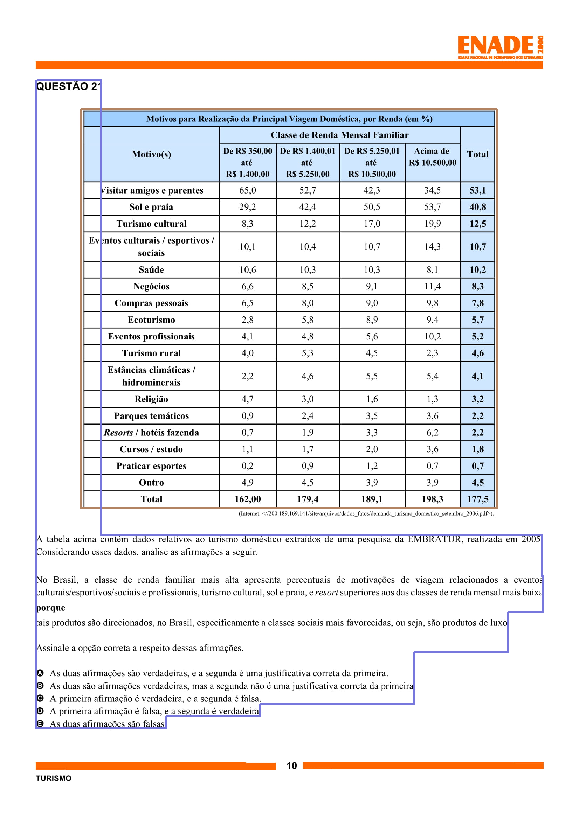 ENADE 2006
EXAME NACIONAL DE DESEMPENHO DOS ESTUDANTES
QUESTÃO 21
Motivos para Realização da Principal Viagem Doméstica, por Renda (em %)
Motivo(s) Classe de Renda Mensal Familiar Total
De R$ 350,00 até R$ 1.400,00 De R$ 1.400,01 até R$ 5.250,00 De R$ 5.250,01 até R$ 10.500,00 Acima de R$ 10.500,00
Visitar amigos e parentes 65,0 52,7 42,3 34,5 53,1
Sol e praia 29,2 42,4 50,5 53,7 40,8
Turismo cultural 8,3 12,2 17,0 19,9 12,5
Eventos culturais / esportivos / sociais 10,1 10,4 10,7 14,3 10,7
Saúde 10,6 10,3 10,3 8,1 10,2
Negócios 6,6 8,5 9,1 11,4 8,3
Compras pessoais 6,5 8,0 9,0 9,8 7,8
Ecoturismo 2,8 5,8 8,9 9,4 5,7
Eventos profissionais 4,1 4,8 5,6 10,2 5,2
Turismo rural 4,0 5,3 4,5 2,3 4,6
Estâncias climáticas / hidrominerais 2,2 4,6 5,5 5,4 4,1
Religião 4,7 3,0 1,6 1,3 3,2
Parques temáticos 0,9 2,4 3,5 3,6 2,2
Resorts / hotéis fazenda 0,7 1,9 3,3 6,2 2,2
Cursos / estudo 1,1 1,7 2,0 3,6 1,8
Praticar esportes 0,2 0,9 1,2 0,7 0,7
Outro 4,9 4,5 3,9 3,9 4,5
Total 162,00 179,4 189,1 198,3 177,5
A tabela acima contém dados relativos ao turismo doméstico extraídos de uma pesquisa da EMBRATUR, realizada em 2005.
Considerando esses dados, analise as afirmações a seguir.
No Brasil, a classe de renda familiar mais alta apresenta percentuais de motivações de viagem relacionados a eventos
culturais/esportivos/sociais e profissionais, turismo cultural, sol e praia, e resort superiores aos das classes de renda mensal mais baixa
porque
tais produtos são direcionados, no Brasil, especificamente a classes sociais mais favorecidas, ou seja, são produtos de luxo.
Assinale a opção correta a respeito dessas afirmações.
A As duas afirmações são verdadeiras, e a segunda é uma justificativa correta da primeira.
B As duas são afirmações verdadeiras, mas a segunda não é uma justificativa correta da primeira.
C A primeira afirmação é verdadeira, e a segunda é falsa.
D A primeira afirmação é falsa, e a segunda é verdadeira.
E As duas afirmações são falsas.
10
TURISMO